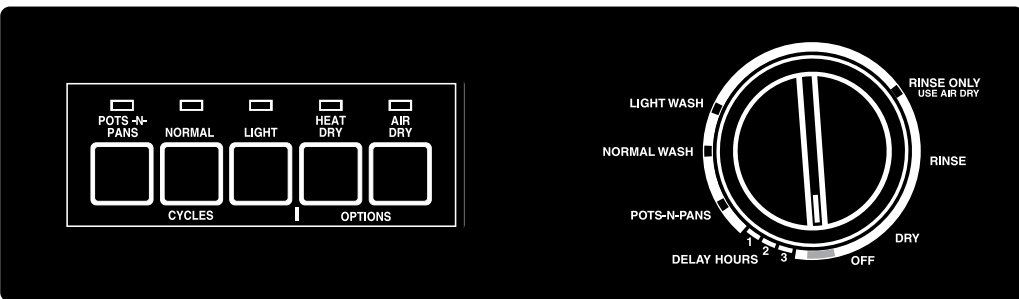 POTS -N-
PANS
NORMAL
LIGHT
HEAT
DRY
AIR
DRY
CYCLES
OPTIONS
LIGHT WASH
NORMAL WASH
POTS-N-PANS
DELAY HOURS
1
2
3
OFF
DRY
RINSE
RINSE ONLY
USE AIR DRY